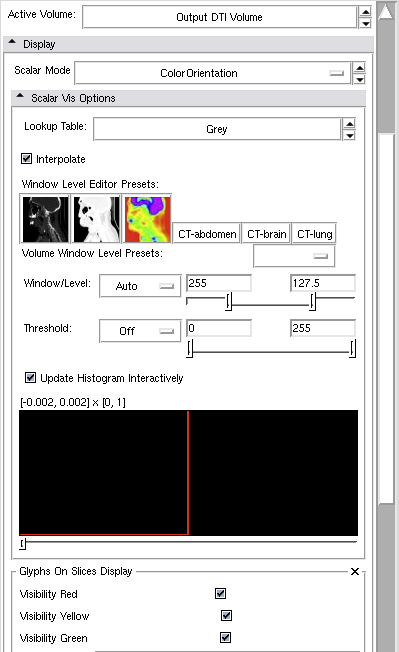 Active Volume: Output DTI Volume
Display
Scalar Mode ColorOrientation
Scalar Vis Options
Lookup Table: Grey
Interpolate
Window Level Editor Presets:
CT-abdomen CT-brain CT-lung
Volume Window Level Presets:
Window/Level: Auto 255 127.5
Threshold: Off 0 255
Update Histogram Interactively
[-0.002, 0.002] x [0, 1]
Glyphs On Slices Display
Visibility Red
Visibility Yellow
Visibility Green